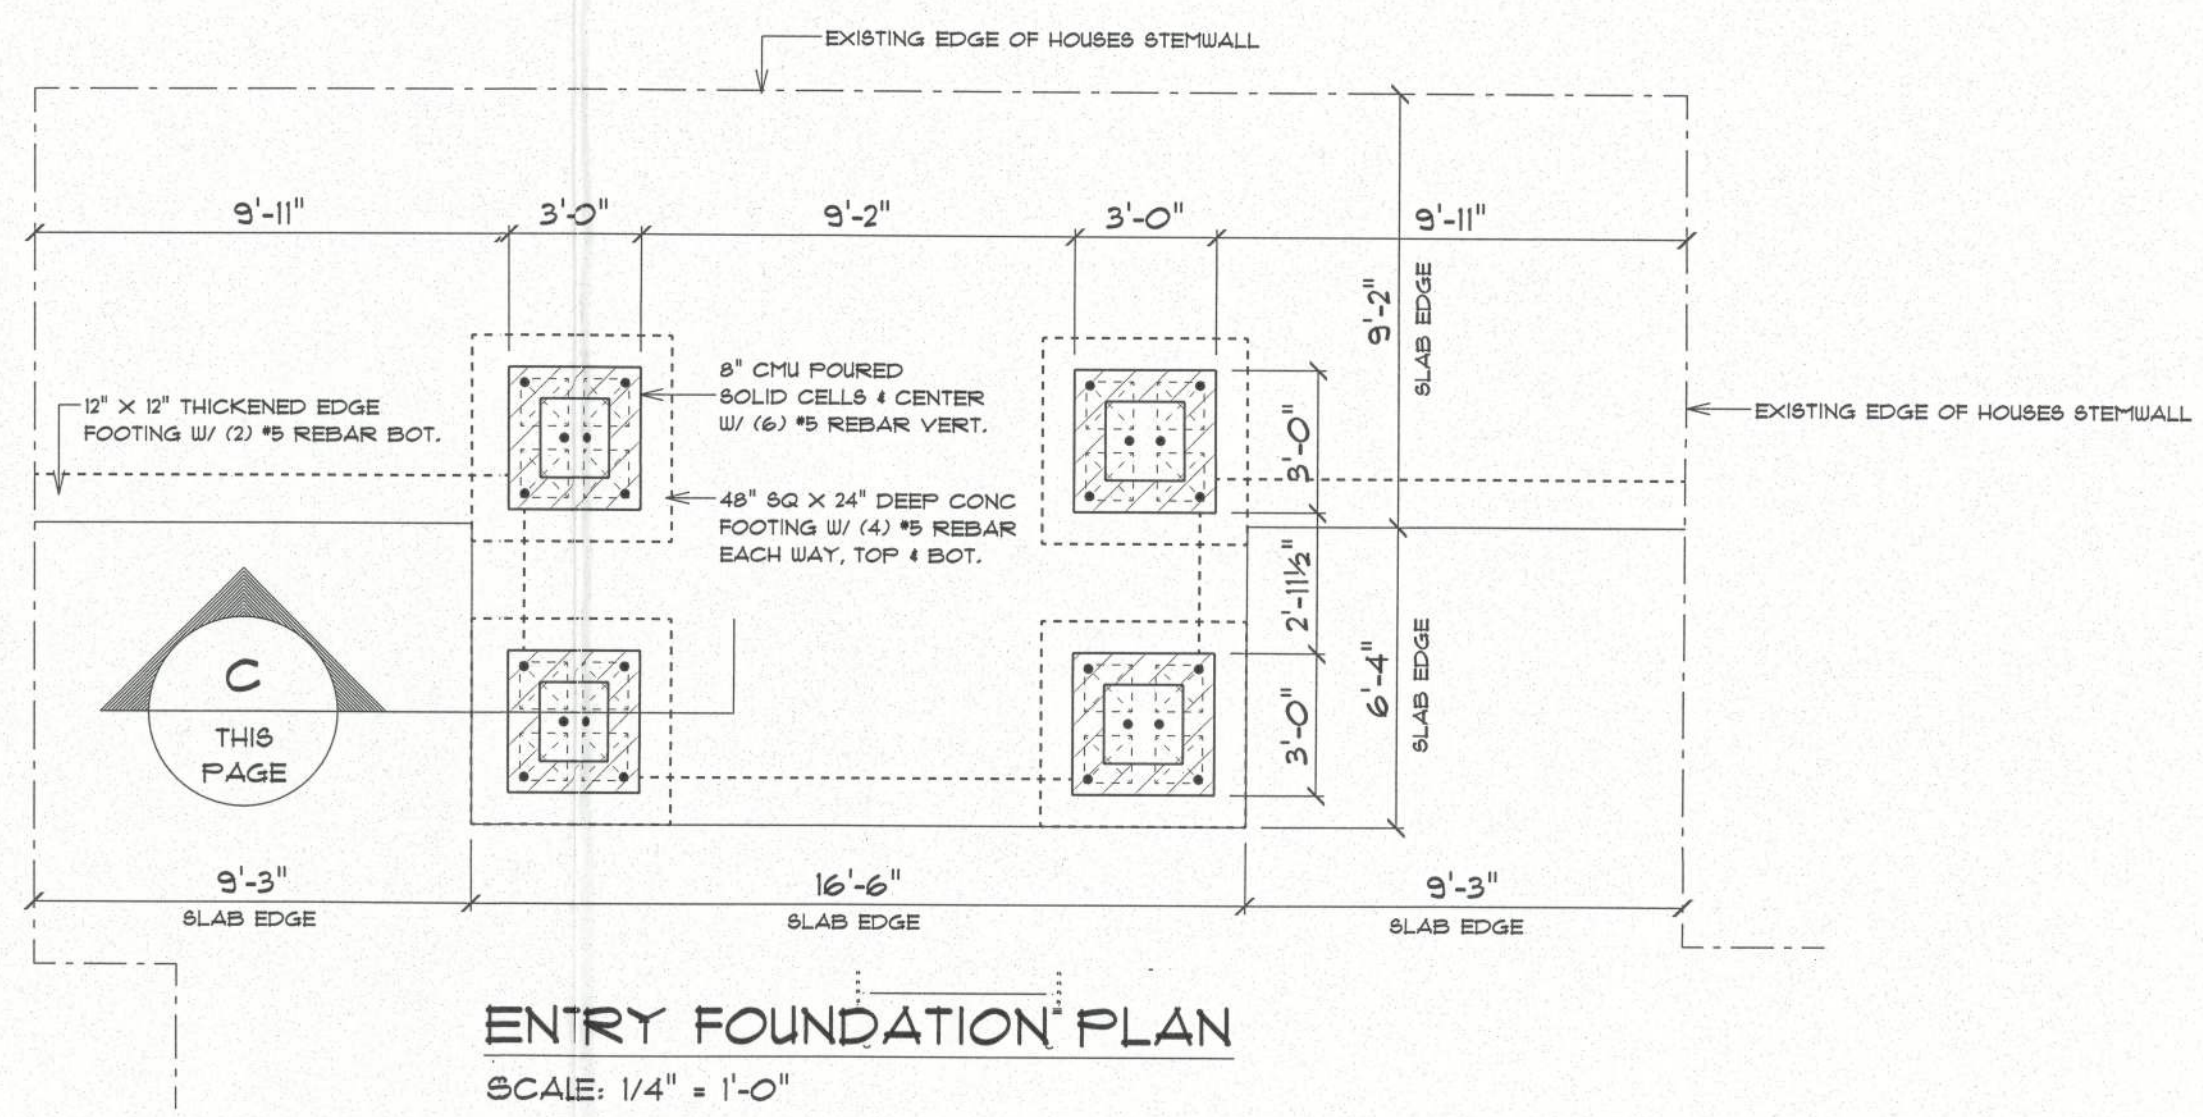 EXISTING EDGE OF HOUSES STEMWALL
9'-11"
3'-0"
9'-2"
3'-0"
9'-11"
9'-2"
SLAB EDGE
8" CMU POURED
SOLID CELLS & CENTER
W/ (6) #5 REBAR VERT.
12" X 12" THICKENED EDGE
FOOTING W/ (2) #5 REBAR BOT.
EXISTING EDGE OF HOUSES STEMWALL
3'-0"
48" SQ X 24" DEEP CONC
FOOTING W/ (4) #5 REBAR
EACH WAY, TOP & BOT.
2'-11½"
C
THIS
PAGE
3'-0"
6'-4"
SLAB EDGE
9'-3"
SLAB EDGE
16'-6"
SLAB EDGE
9'-3"
SLAB EDGE
ENTRY FOUNDATION PLAN
SCALE: 1/4" = 1'-0"